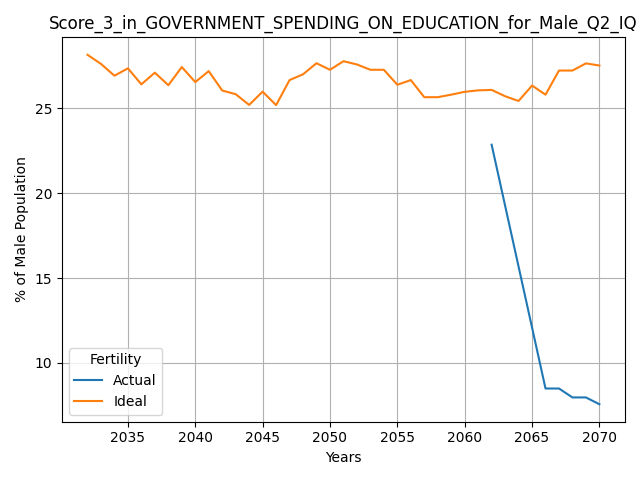 Score_3_in_GOVERNMENT_SPENDING_ON_EDUCATION_for_Male_Q2_IQ
% of Male Population
25
20
15
10
Fertility
Actual
Ideal
2035 2040 2045 2050 2055 2060 2065 2070
Years